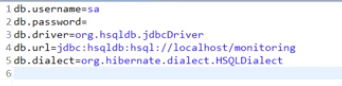 1 db.username=sa
2 db.password=
3 db.driver=org.hsqldb.jdbcDriver
4 db.url=jdbc:hsqldb:hsql://localhost/monitoring
5 db.dialect=org.hibernate.dialect.HSQLDialect
6